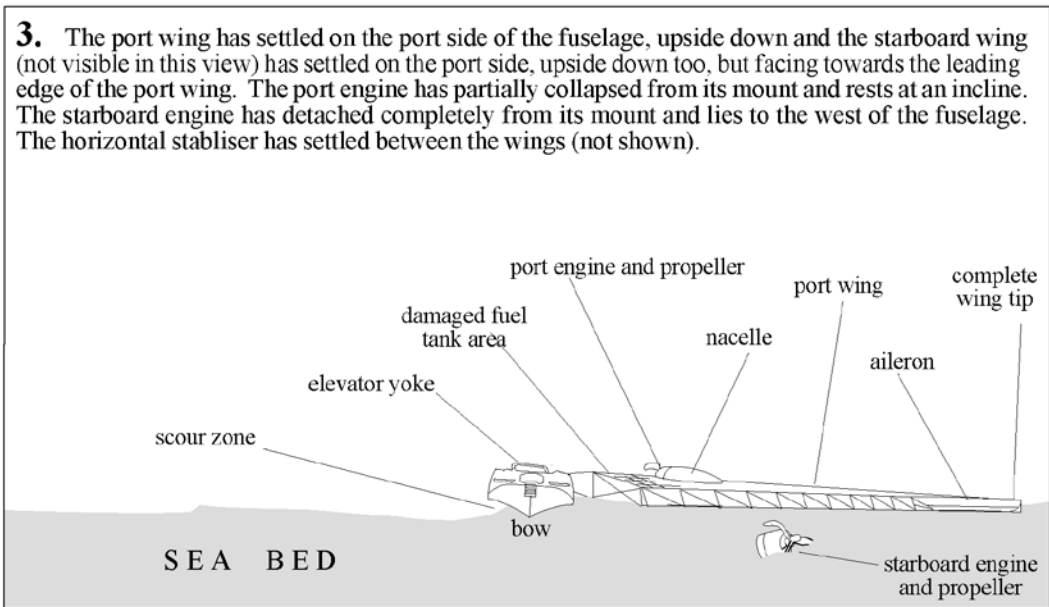 3. The port wing has settled on the port side of the fuselage, upside down and the starboard wing
(not visible in this view) has settled on the port side, upside down too, but facing towards the leading
edge of the port wing. The port engine has partially collapsed from its mount and rests at an incline.
The starboard engine has detached completely from its mount and lies to the west of the fuselage.
The horizontal stabliser has settled between the wings (not shown).
port engine and propeller
complete
wing tip
port wing
damaged fuel
tank area
nacelle
aileron
elevator yoke
scour zone
bow
SEA BED
starboard engine
and propeller